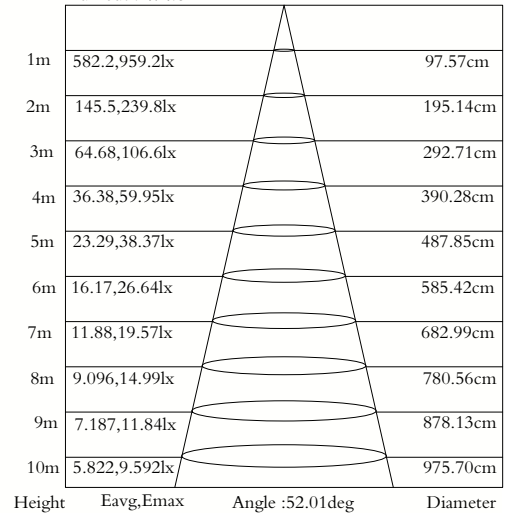 1m 582.2,959.2lx 97.57cm
2m 145.5,239.8lx 195.14cm
3m 64.68,106.6lx 292.71cm
4m 36.38,59.95lx 390.28cm
5m 23.29,38.37lx 487.85cm
6m 16.17,26.64lx 585.42cm
7m 11.88,19.57lx 682.99cm
8m 9.096,14.99lx 780.56cm
9m 7.187,11.84lx 878.13cm
10m 5.822,9.592lx 975.70cm
Height Eavg,Emax Angle :52.01deg Diameter